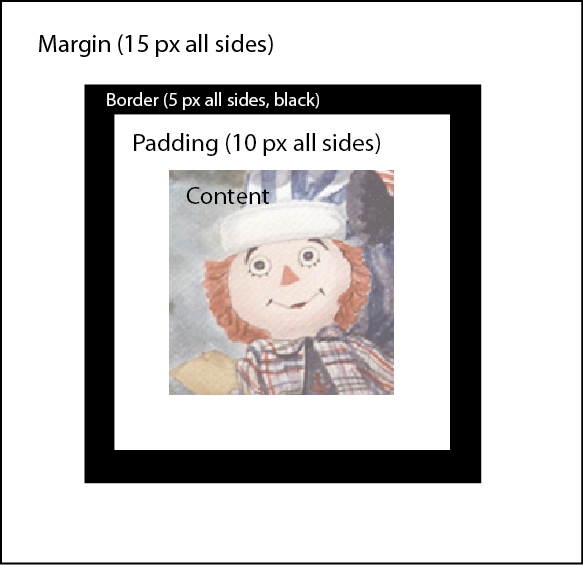 Margin (15 px all sides)
Border (5 px all sides, black)
Padding (10 px all sides)
Content